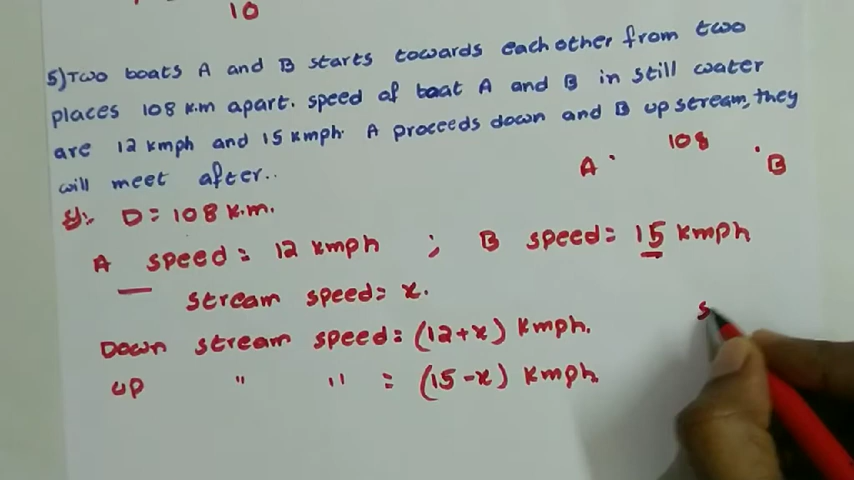 10
5) Two boats A and B starts towards each other from two
places 108 K.m apart. speed of boat A and B in still water
are 12 Kmph and 15 Kmph. A proceeds down and B up stream, they
will meet after..
A . 108 . B
Sol:- D = 108 K.m.
A speed = 12 Kmph ; B speed = 15 Kmph
stream speed = x.
Down stream speed = (12+x) Kmph.
up " " = (15-x) Kmph.
s